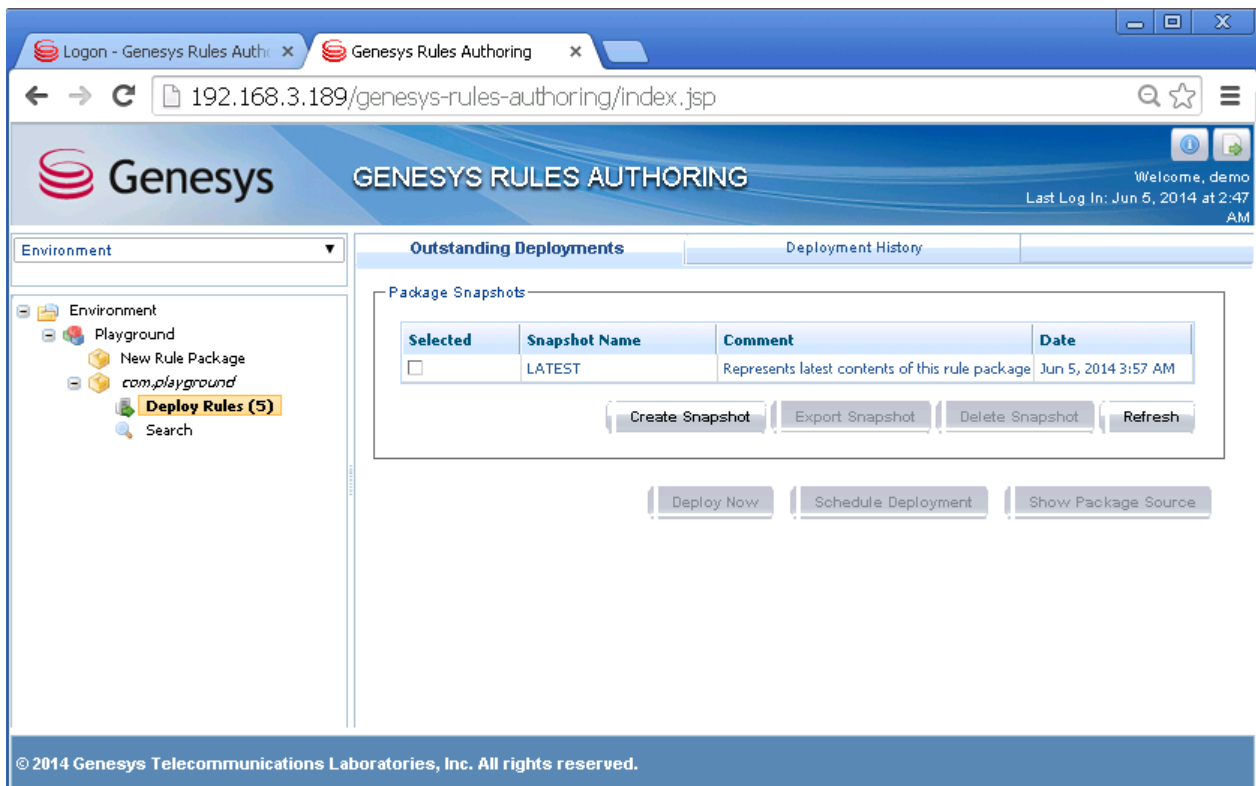 Logon - Genesys Rules Autho
Genesys Rules Authoring
192.168.3.189/genesys-rules-authoring/index.jsp
Genesys
GENESYS RULES AUTHORING
Welcome, demo
Last Log In: Jun 5, 2014 at 2:47
AM
Environment
Outstanding Deployments
Deployment History
Environment
Playground
New Rule Package
com.playground
Deploy Rules (5)
Search
Package Snapshots
Selected Snapshot Name Comment Date
LATEST Represents latest contents of this rule package Jun 5, 2014 3:57 AM
Create Snapshot Export Snapshot Delete Snapshot Refresh
Deploy Now Schedule Deployment Show Package Source
© 2014 Genesys Telecommunications Laboratories, Inc. All rights reserved.